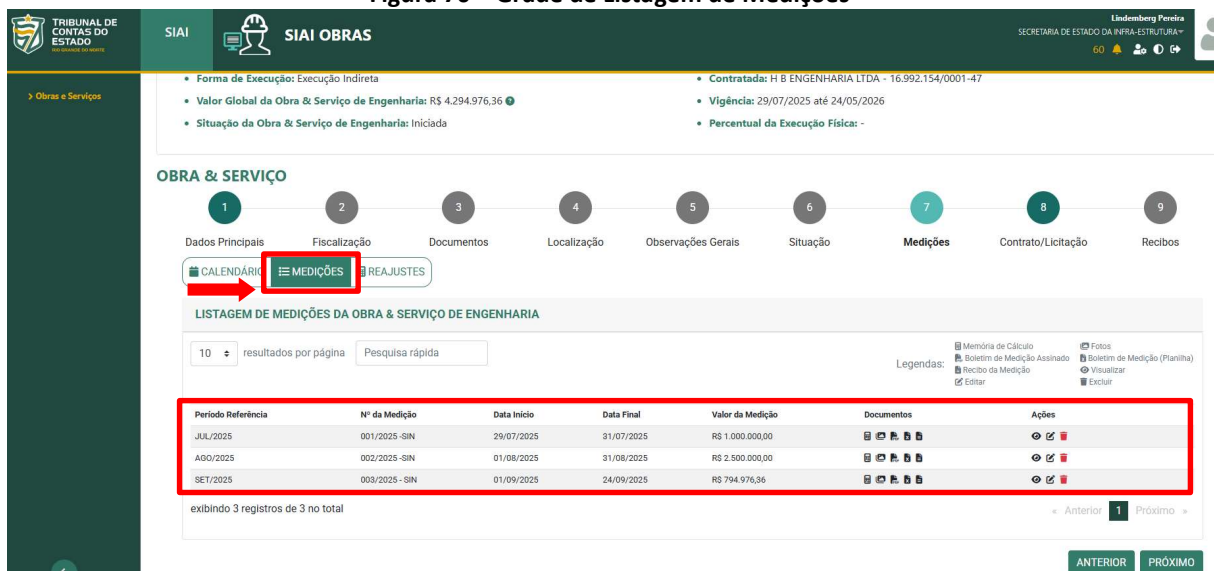 TRIBUNAL DE
CONTAS DO
ESTADO
RIO GRANDE DO NORTE
SIAI
SIAI OBRAS
Lindemberg Pereira
SECRETARIA DE ESTADO DA INFRA-ESTRUTURA
60
> Obras e Serviços
• Forma de Execução: Execução Indireta
• Contratada: H B ENGENHARIA LTDA - 16.992.154/0001-47
• Valor Global da Obra & Serviço de Engenharia: R$ 4.294.976,36
• Vigência: 29/07/2025 até 24/05/2026
• Situação da Obra & Serviço de Engenharia: Iniciada
• Percentual da Execução Física: -
OBRA & SERVIÇO
1 2 3 4 5 6 7 8 9
Dados Principais Fiscalização Documentos Localização Observações Gerais Situação Medições Contrato/Licitação Recibos
CALENDÁRIO MEDIÇÕES REAJUSTES
LISTAGEM DE MEDIÇÕES DA OBRA & SERVIÇO DE ENGENHARIA
10 resultados por página Pesquisa rápida
Legendas:
Memória de Cálculo Fotos
Boletim de Medição Assinado Boletim de Medição (Planilha)
Recibo da Medição Visualizar
Editar Excluir
Período Referência Nº da Medição Data Início Data Final Valor da Medição Documentos Ações
JUL/2025 001/2025 -SIN 29/07/2025 31/07/2025 R$ 1.000.000,00
AGO/2025 002/2025 -SIN 01/08/2025 31/08/2025 R$ 2.500.000,00
SET/2025 003/2025 - SIN 01/09/2025 24/09/2025 R$ 794.976,36
exibindo 3 registros de 3 no total
« Anterior 1 Próximo »
ANTERIOR PRÓXIMO